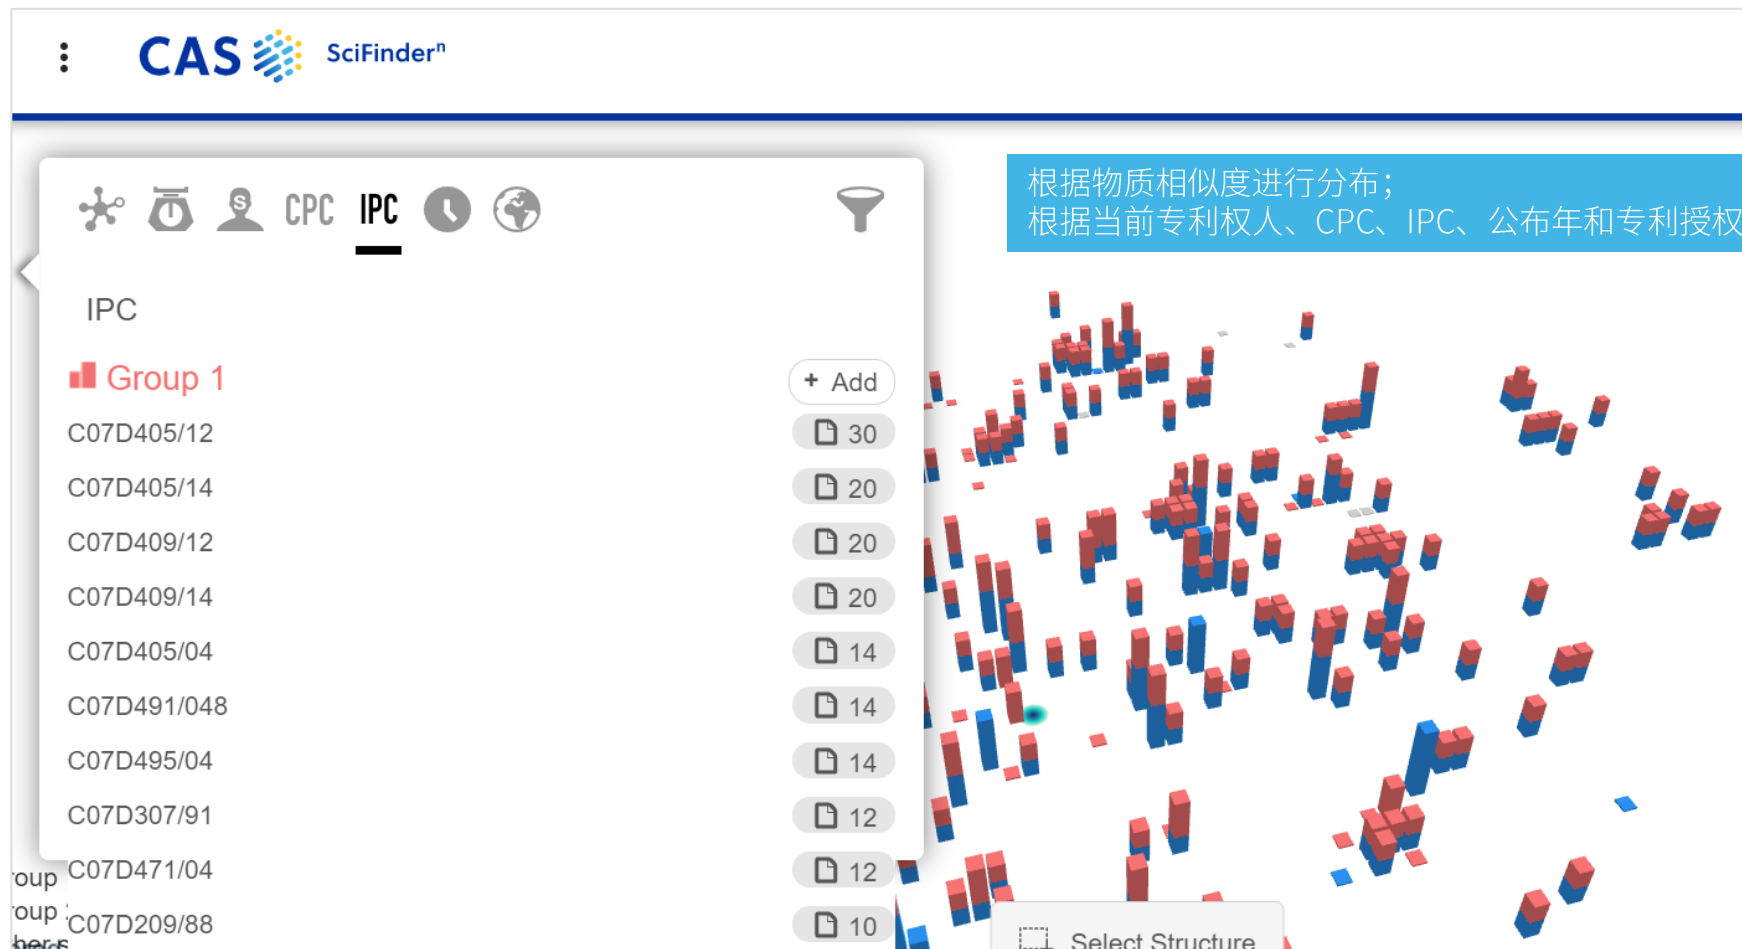 CAS SciFinderⁿ
根据物质相似度进行分布；
根据当前专利权人、CPC、IPC、公布年和专利授权
CPC IPC
IPC
Group 1
+ Add
C07D405/12 30
C07D405/14 20
C07D409/12 20
C07D409/14 20
C07D405/04 14
C07D491/048 14
C07D495/04 14
C07D307/91 12
C07D471/04 12
oup
C07D209/88 10
oup
Select Structure